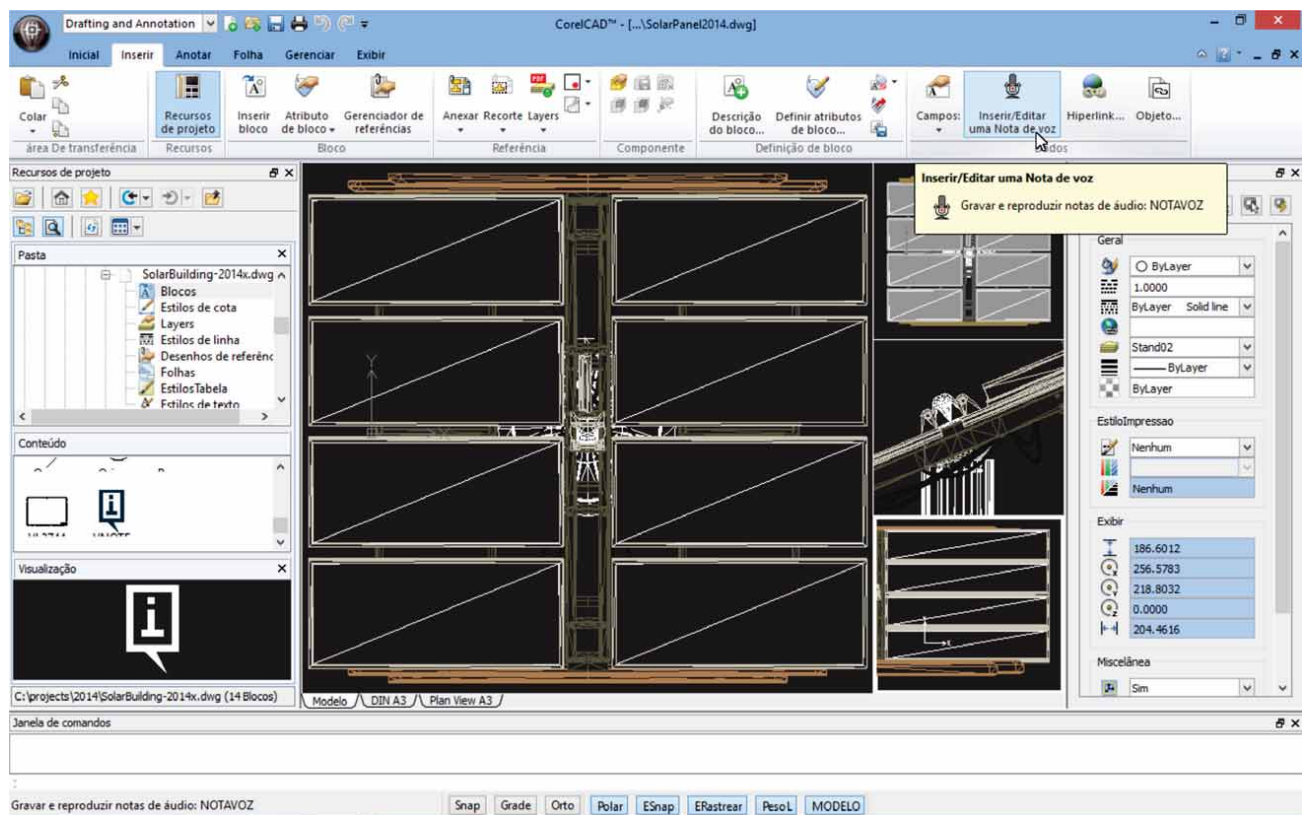 Drafting and Annotation
CorelCAD™ - [...\SolarPanel2014.dwg]
Inicial Inserir Anotar Folha Gerenciar Exibir
Colar
Recursos de projeto
Inserir bloco
Atributo de bloco
Gerenciador de referências
Anexar Recorte Layers
PDF
Descrição do bloco...
Definir atributos de bloco...
Campos:
Inserir/Editar uma Nota de voz
Hiperlink...
Objeto...
área De transferência
Recursos
Bloco
Referência
Componente
Definição de bloco
Inserir/Editar uma Nota de voz
Gravar e reproduzir notas de áudio: NOTAVOZ
Recursos de projeto
Pasta
SolarBuilding-2014x.dwg
Blocos
Estilos de cota
Layers
Estilos de linha
Desenhos de referênc
Folhas
EstilosTabela
Estilos de texto
Conteúdo
Visualização
C:\projects\2014\SolarBuilding-2014x.dwg (14 Blocos)
Y
Modelo DIN A3 Plan View A3
Geral
ByLayer
1.0000
ByLayer Solid line
Stand02
ByLayer
ByLayer
EstiloImpressao
Nenhum
Nenhum
Exibir
186.6012
256.5783
218.8032
0.0000
204.4616
Miscelânea
Sim
Janela de comandos
:
Gravar e reproduzir notas de áudio: NOTAVOZ
Snap Grade Orto Polar ESnap ERastrear PesoL MODELO